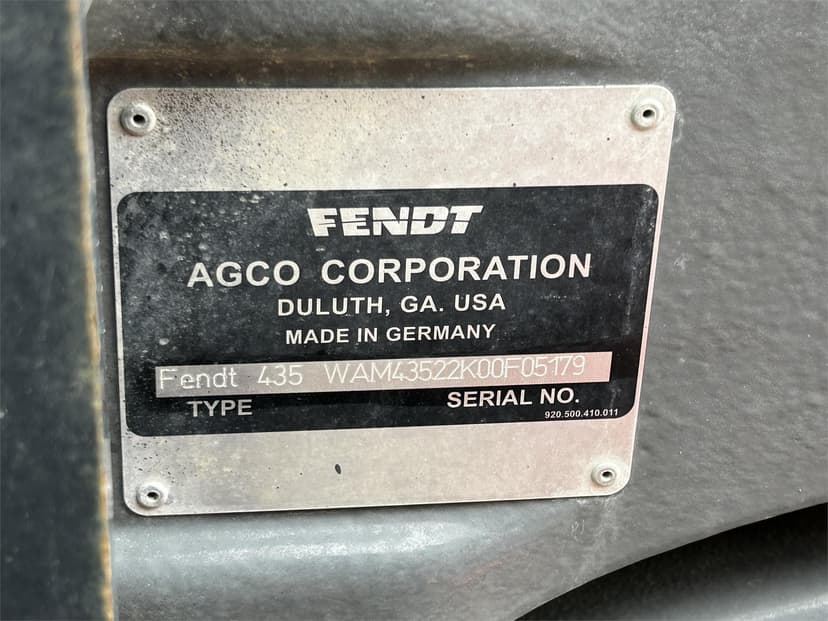 FENDT
AGCO CORPORATION
DULUTH, GA. USA
MADE IN GERMANY
Fendt 435 WAM43522K00F05179
TYPE SERIAL NO.
920.500.410.011